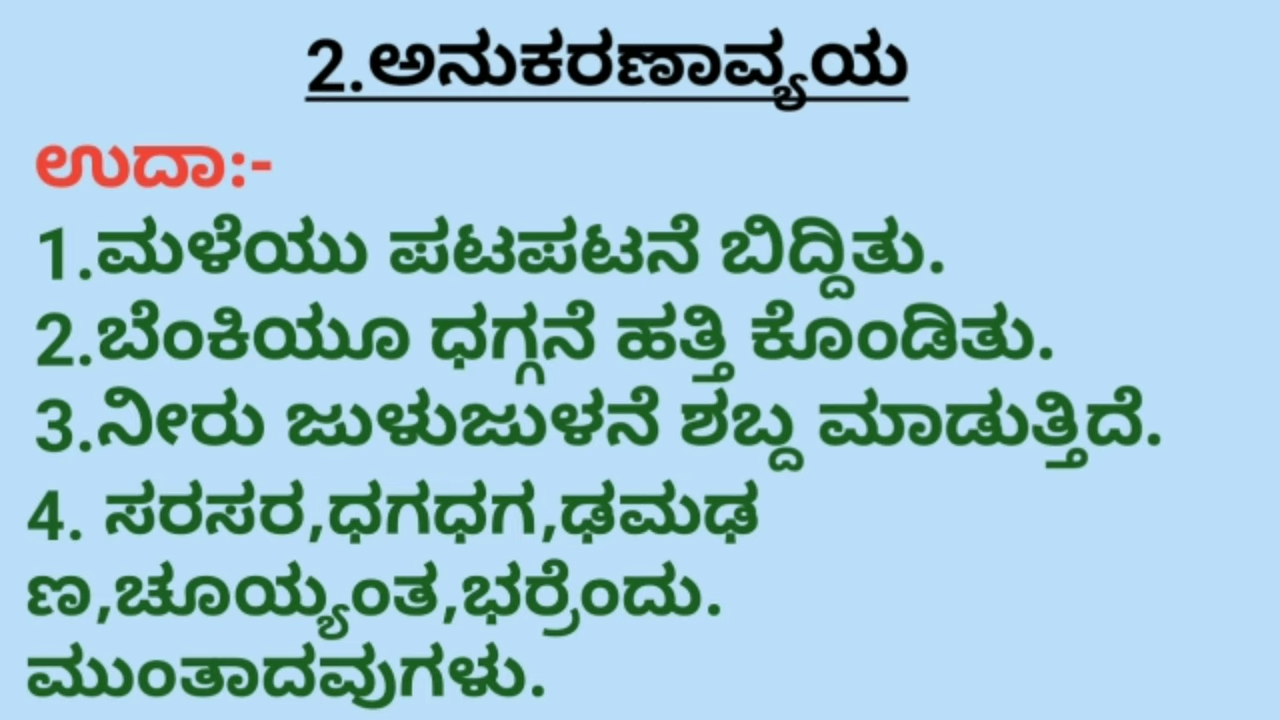 2.ಅನುಕರಣಾವ್ಯಯ
ಉದಾ:-
1.ಮಳೆಯು ಪಟಪಟನೆ ಬಿದ್ದಿತು.
2.ಬೆಂಕಿಯೂ ಧಗ್ಗನೆ ಹತ್ತಿ ಕೊಂಡಿತು.
3.ನೀರು ಜುಳುಜುಳನೆ ಶಬ್ದ ಮಾಡುತ್ತಿದೆ.
4. ಸರಸರ,ಧಗಧಗ,ಢಮಢ
ಣ,ಚೂಯ್ಯಂತ,ಭರ್ರೆಂದು.
ಮುಂತಾದವುಗಳು.